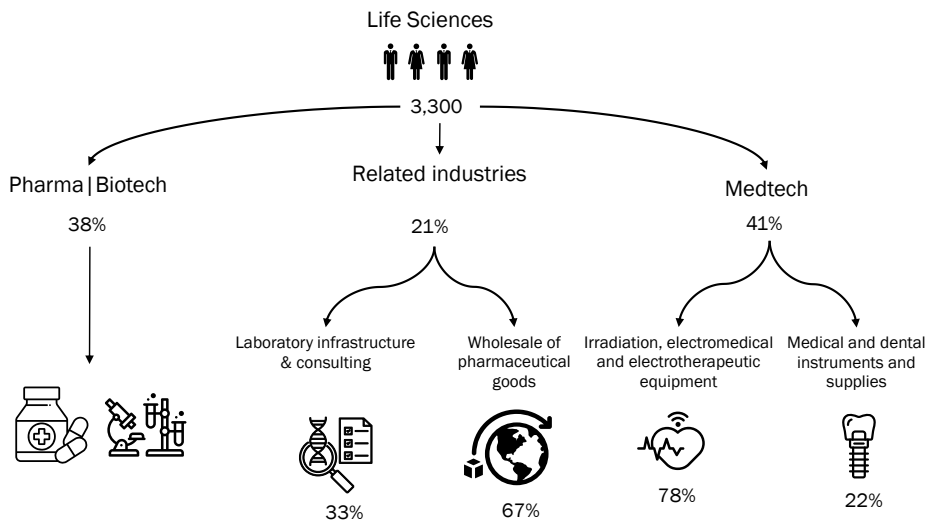 Life Sciences
3,300
Pharma|Biotech
38%
Related industries
21%
Medtech
41%
Laboratory infrastructure
& consulting
33%
Wholesale of
pharmaceutical
goods
67%
Irradiation, electromedical
and electrotherapeutic
equipment
78%
Medical and dental
instruments and
supplies
22%